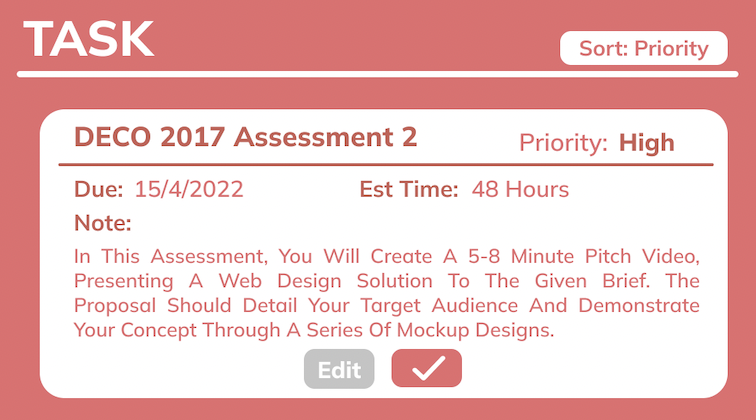 TASK
Sort: Priority
DECO 2017 Assessment 2
Priority: High
Due: 15/4/2022
Est Time: 48 Hours
Note:
In This Assessment, You Will Create A 5-8 Minute Pitch Video,
Presenting A Web Design Solution To The Given Brief. The
Proposal Should Detail Your Target Audience And Demonstrate
Your Concept Through A Series Of Mockup Designs.
Edit